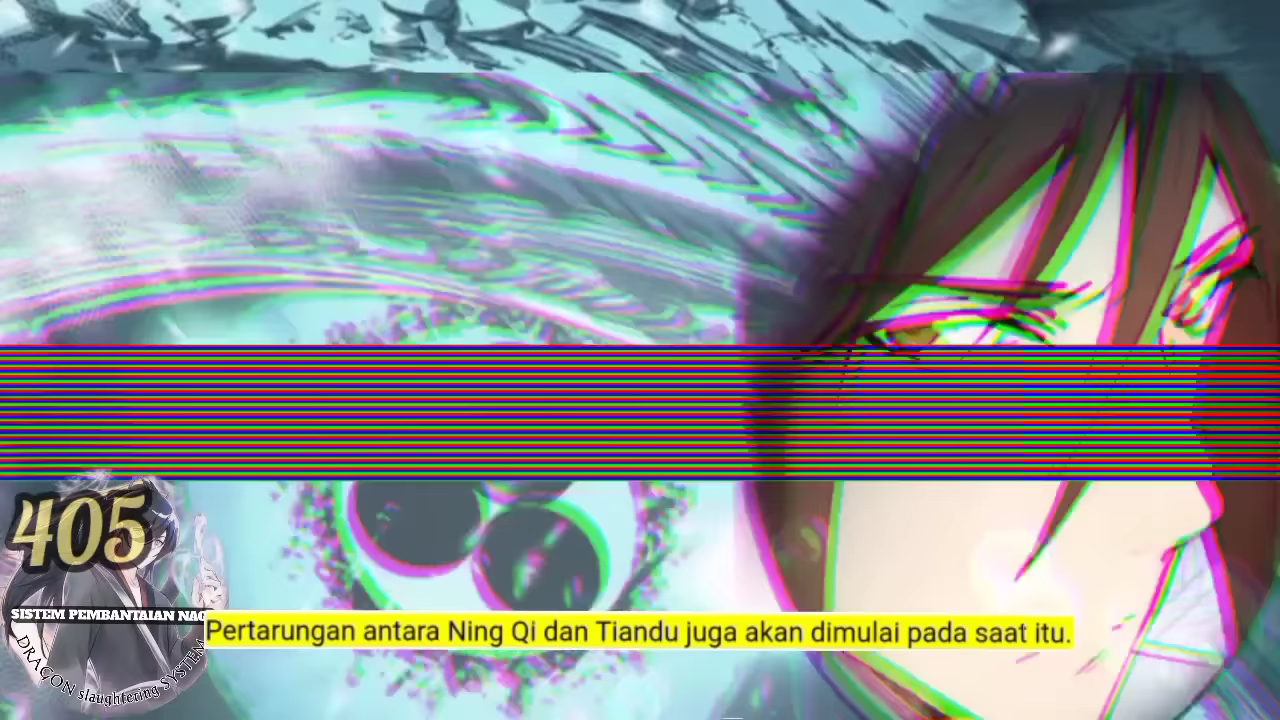 405
SISTEM PEMBANTAIAN NAG
DRAGON slaughtering SYSTEM
Pertarungan antara Ning Qi dan Tiandu juga akan dimulai pada saat itu.